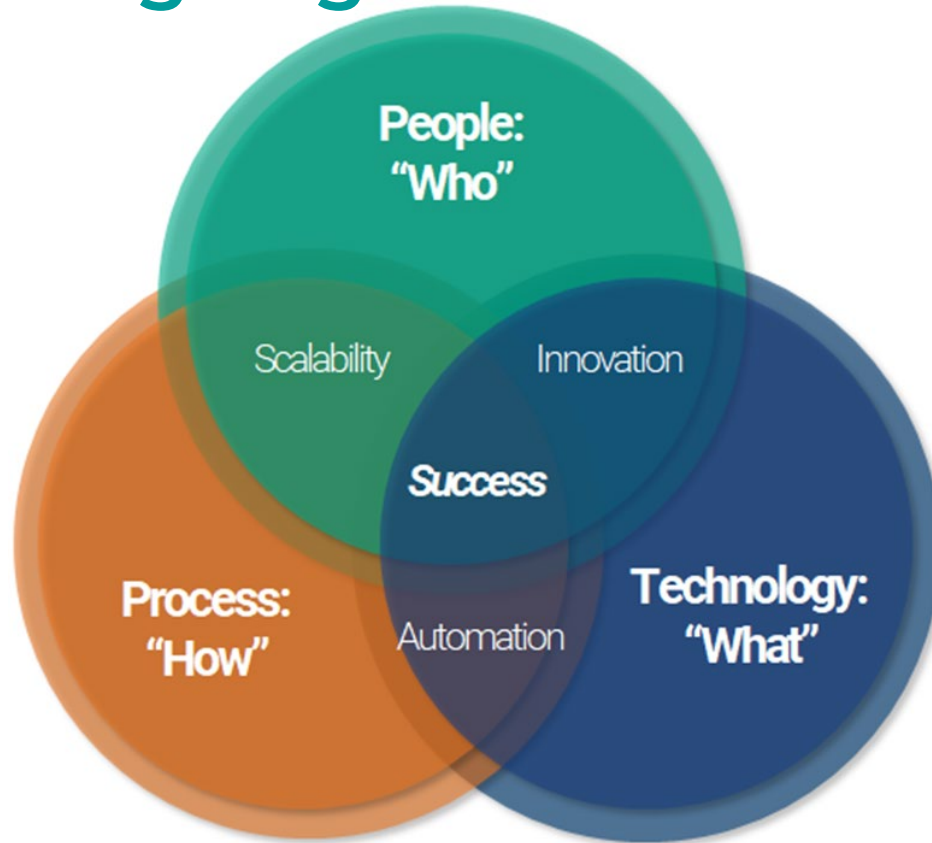 People:
“Who”
Scalability
Innovation
Success
Process:
“How”
Technology:
“What”
Automation